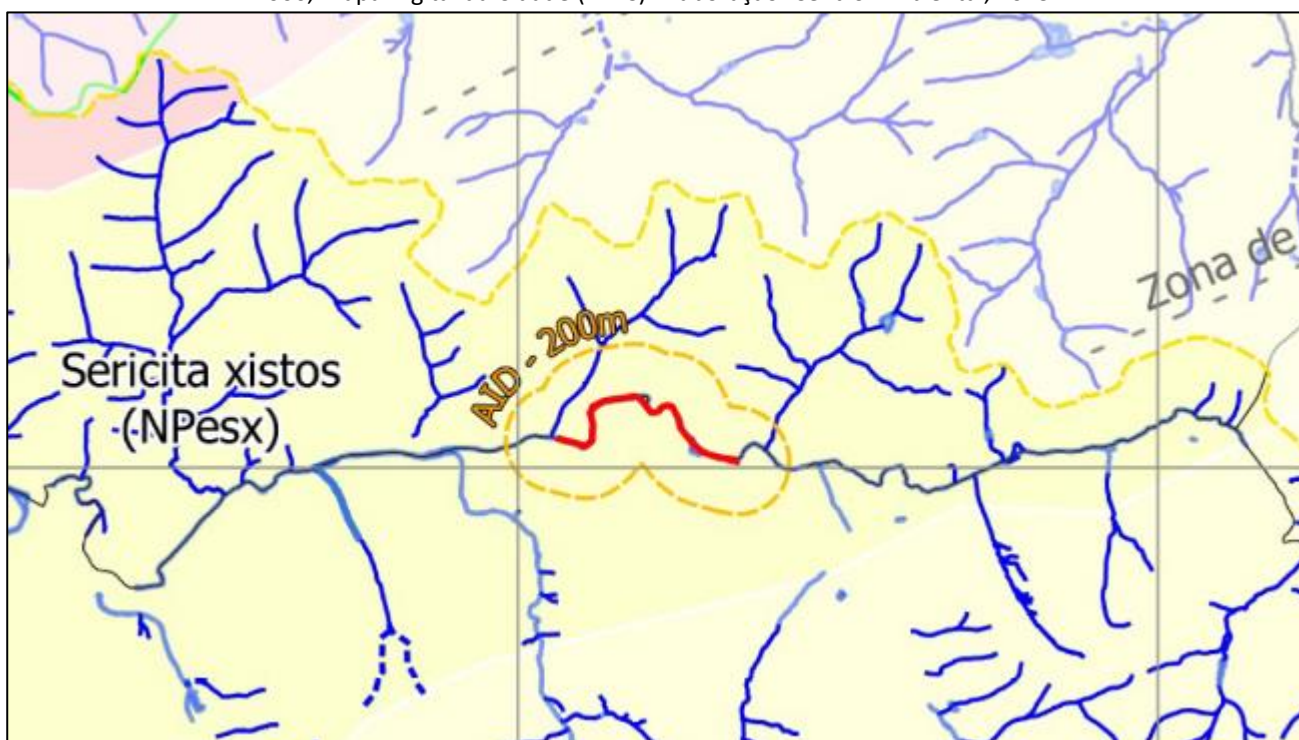 Zona de
AID - 200m
Sericita xistos
(NPesx)